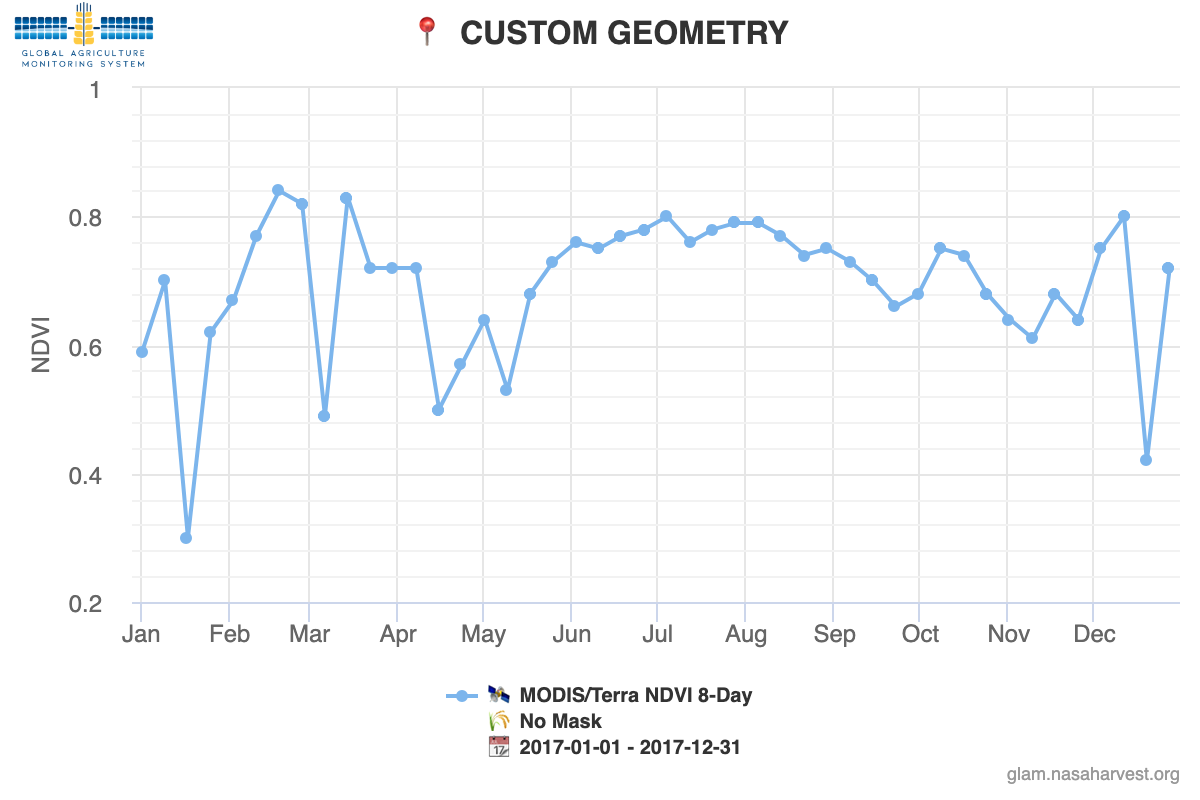 GLOBAL AGRICULTURE
MONITORING SYSTEM
CUSTOM GEOMETRY
1
0.8
0.6
0.4
0.2
NDVI
Jan Feb Mar Apr May Jun Jul Aug Sep Oct Nov Dec
MODIS/Terra NDVI 8-Day
No Mask
17
2017-01-01 - 2017-12-31
glam.nasaharvest.org